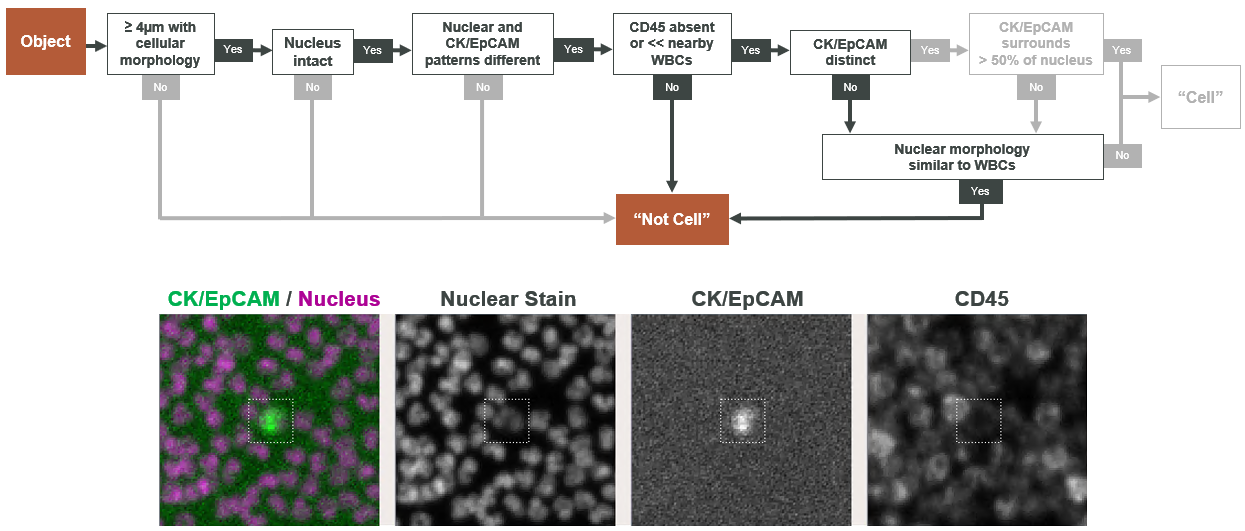 Object
≥ 4µm with
cellular
morphology
Yes
No
Nucleus
intact
Yes
No
Nuclear and
CK/EpCAM
patterns different
Yes
No
CD45 absent
or << nearby
WBCs
Yes
No
CK/EpCAM
distinct
Yes
No
CK/EpCAM
surrounds
> 50% of nucleus
Yes
No
“Cell”
Nuclear morphology
similar to WBCs
No
Yes
“Not Cell”
CK/EpCAM / Nucleus
Nuclear Stain
CK/EpCAM
CD45